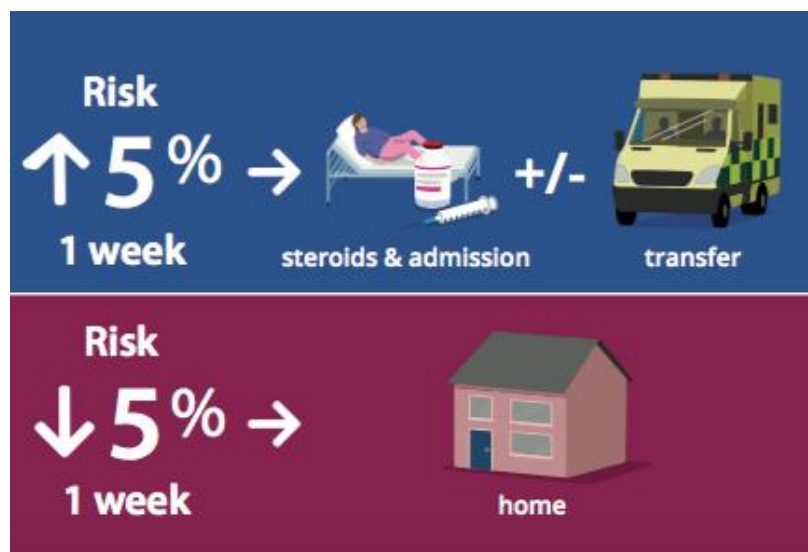 Risk
↑5% →
1 week
+/-
steroids & admission
transfer
Risk
↓5% →
1 week
home